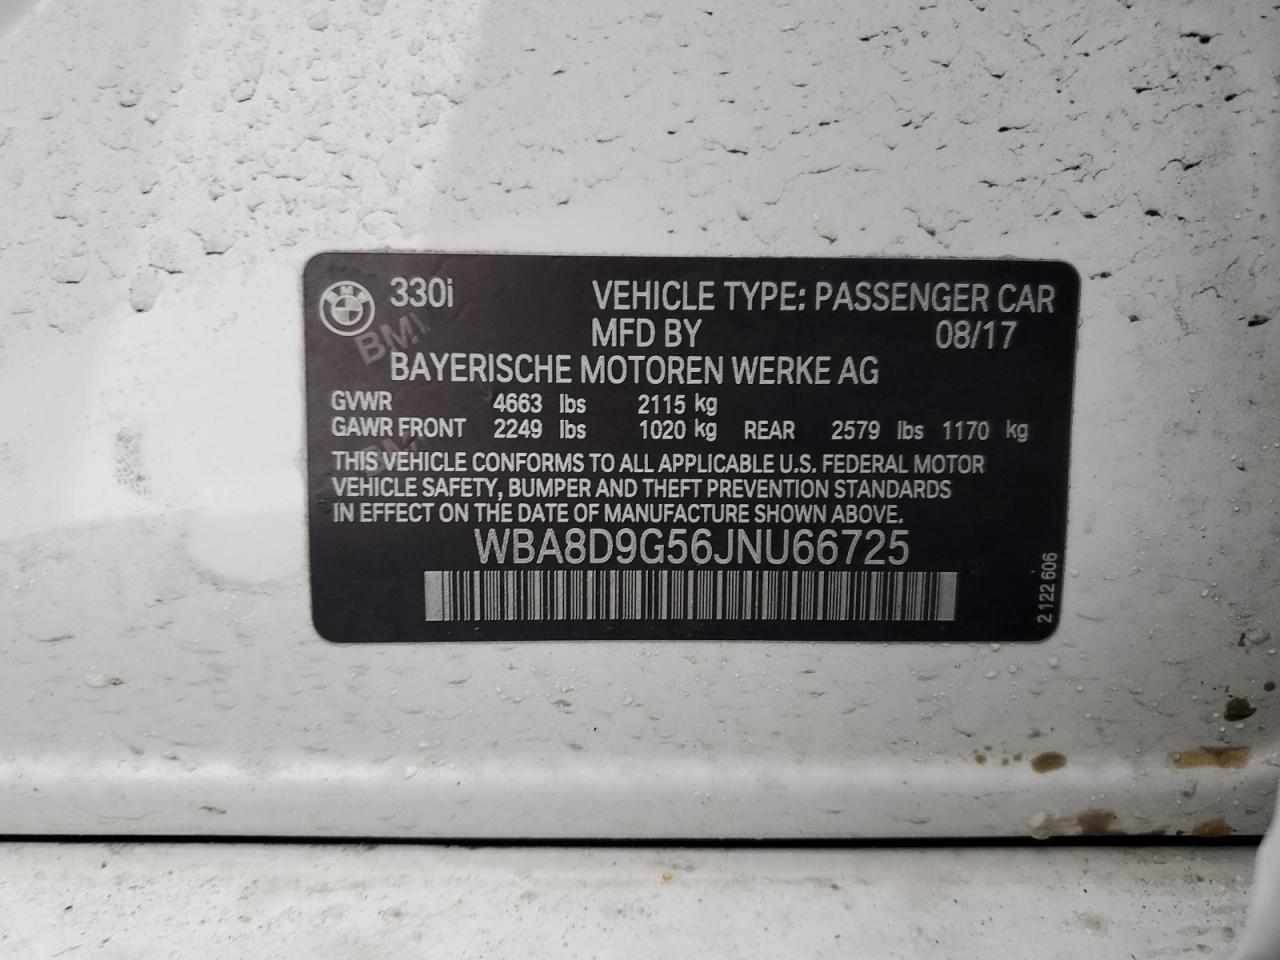 330i VEHICLE TYPE: PASSENGER CAR
MFD BY 08/17
BAYERISCHE MOTOREN WERKE AG
GVWR 4663 lbs 2115 kg
GAWR FRONT 2249 lbs 1020 kg REAR 2579 lbs 1170 kg
THIS VEHICLE CONFORMS TO ALL APPLICABLE U.S. FEDERAL MOTOR
VEHICLE SAFETY, BUMPER AND THEFT PREVENTION STANDARDS
IN EFFECT ON THE DATE OF MANUFACTURE SHOWN ABOVE.
WBA8D9G56JNU66725
2 122 606